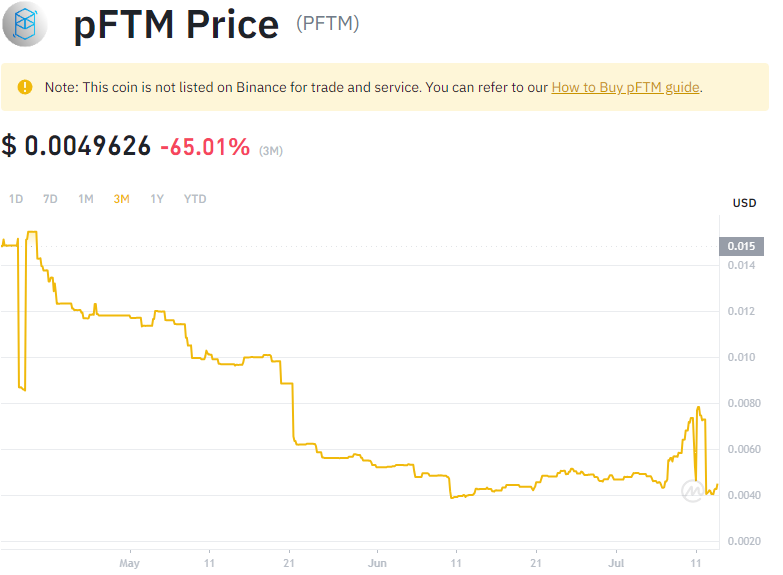 pFTM Price (PFTM)
Note: This coin is not listed on Binance for trade and service. You can refer to our How to Buy pFTM guide.
$ 0.0049626 -65.01% (3M)
1D 7D 1M 3M 1Y YTD
USD
0.015
0.014
0.012
0.010
0.0080
0.0060
0.0040
0.0020
May 11 21 Jun 11 21 Jul 11